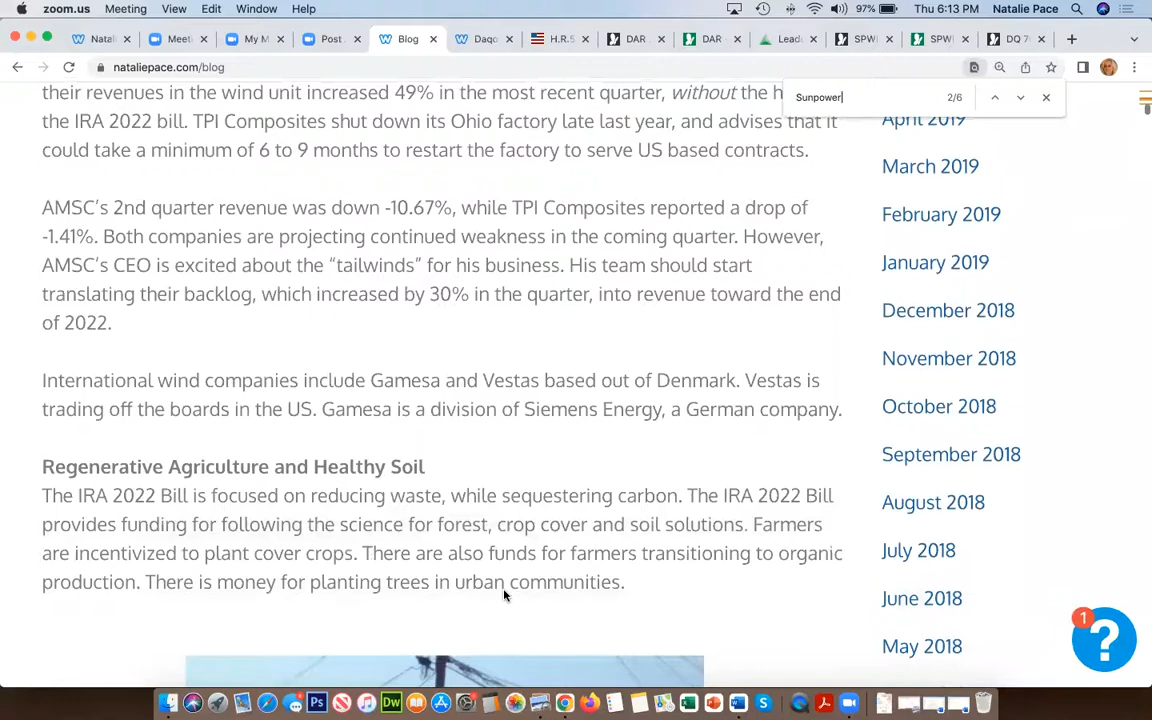 zoom.us Meeting View Edit Window Help 97% Thu 6:13 PM Natalie Pace
Natali Meeti My M Post Blog Daqo H.R.5 DAR DAR Lead SPWI SPWI DQ 7
nataliepace.com/blog
Sunpower 2/6
their revenues in the wind unit increased 49% in the most recent quarter, without the h
the IRA 2022 bill. TPI Composites shut down its Ohio factory late last year, and advises that it
could take a minimum of 6 to 9 months to restart the factory to serve US based contracts.
AMSC's 2nd quarter revenue was down -10.67%, while TPI Composites reported a drop of
-1.41%. Both companies are projecting continued weakness in the coming quarter. However,
AMSC's CEO is excited about the “tailwinds” for his business. His team should start
translating their backlog, which increased by 30% in the quarter, into revenue toward the end
of 2022.
International wind companies include Gamesa and Vestas based out of Denmark. Vestas is
trading off the boards in the US. Gamesa is a division of Siemens Energy, a German company.
Regenerative Agriculture and Healthy Soil
The IRA 2022 Bill is focused on reducing waste, while sequestering carbon. The IRA 2022 Bill
provides funding for following the science for forest, crop cover and soil solutions. Farmers
are incentivized to plant cover crops. There are also funds for farmers transitioning to organic
production. There is money for planting trees in urban communities.
April 2019
March 2019
February 2019
January 2019
December 2018
November 2018
October 2018
September 2018
August 2018
July 2018
June 2018
May 2018
1
?
Ps
Dw